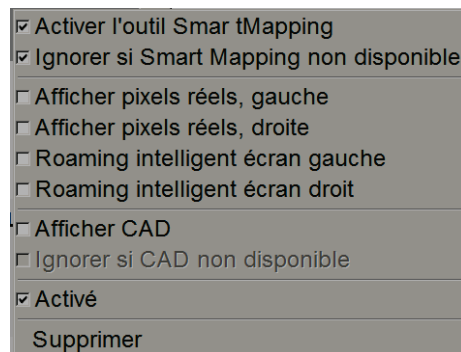 Activer l'outil Smar tMapping
Ignorer si Smart Mapping non disponible
Afficher pixels réels, gauche
Afficher pixels réels, droite
Roaming intelligent écran gauche
Roaming intelligent écran droit
Afficher CAD
Ignorer si CAD non disponible
Activé
Supprimer